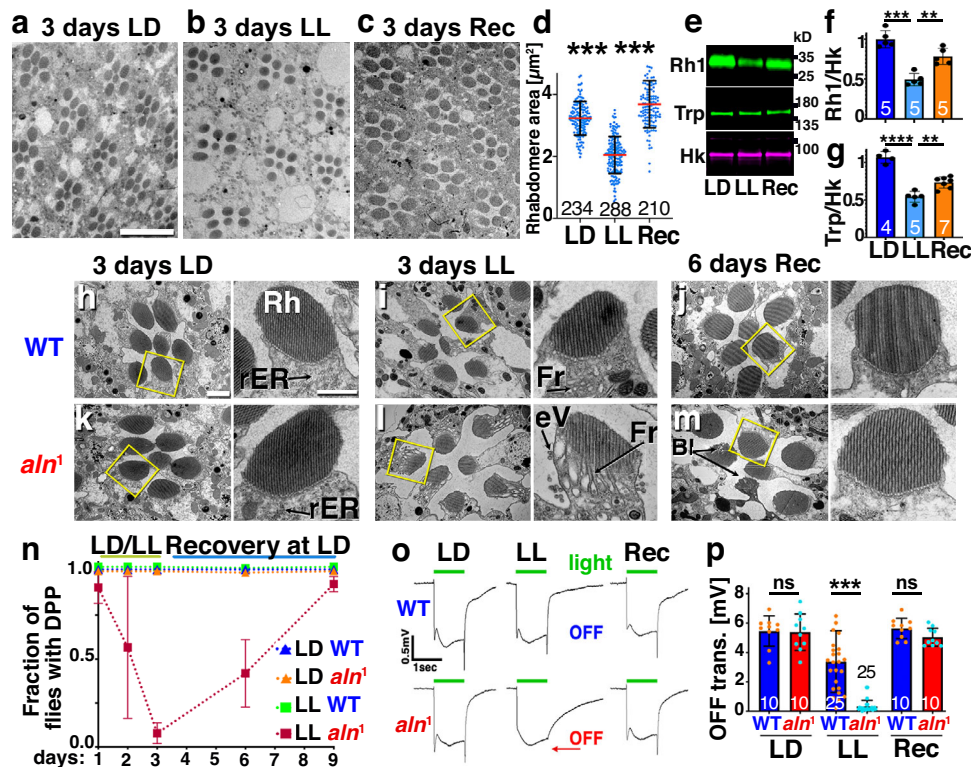 a 3 days LD
b 3 days LL
c 3 days Rec
d
Rhabdomere area [µm²]
*** ***
4
2
0
234 288 210
LD LL Rec
e
kD
Rh1
35
25
Trp
180
135
Hk
100
LD LL Rec
f
*** **
Rh1/Hk
1
0.5
0
5 5 5
g
**** **
Trp/Hk
1
0.5
0
4 5 7
LD LL Rec
3 days LD
3 days LL
6 days Rec
WT
h
Rh
rER
i
Fr
j
aln¹
k
rER
l
eV
Fr
m
Bl
n
LD/LL Recovery at LD
Fraction of flies with DPP
1.0
0.5
0
LD WT
LD aln¹
LL WT
LL aln¹
days: 1 2 3 4 5 6 7 8 9
o
LD LL Rec
light
WT
OFF
0.5mV
1sec
aln¹
OFF
p
OFF trans. [mV]
ns *** ns
8
6
4
2
0
10 10 25 25 10 10
WT aln¹ WT aln¹ WT aln¹
LD LL Rec